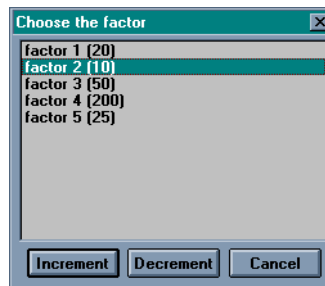 Choose the factor
factor 1 (20)
factor 2 (10)
factor 3 (50)
factor 4 (200)
factor 5 (25)
Increment Decrement Cancel